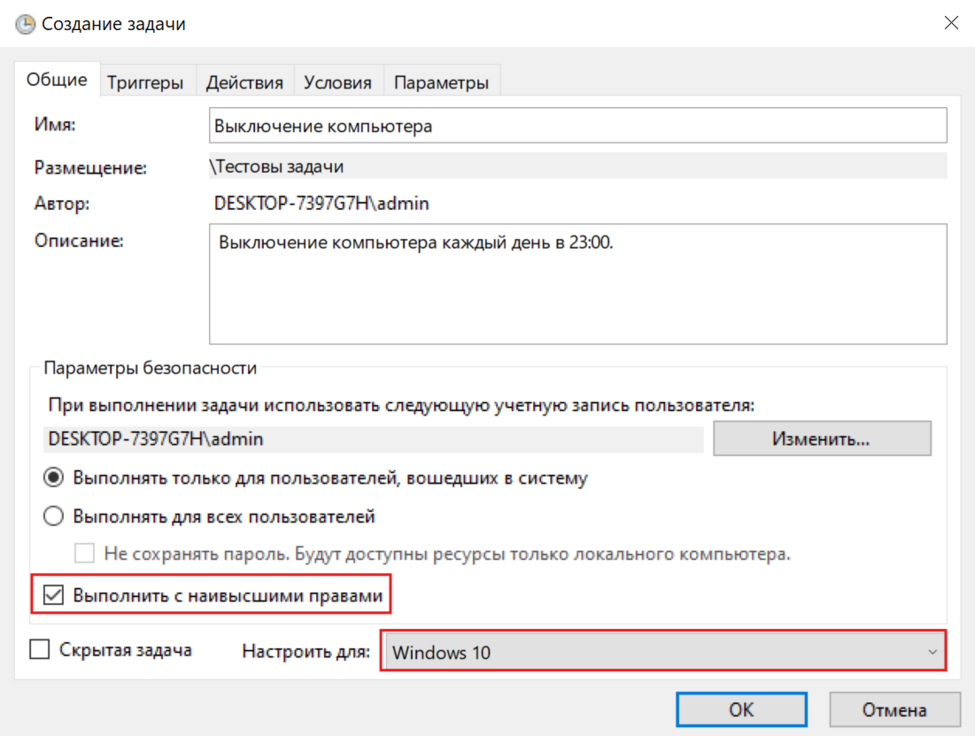 Создание задачи
Общие Триггеры Действия Условия Параметры
Имя: Выключение компьютера
Размещение: \Тестовы задачи
Автор: DESKTOP-7397G7H\admin
Описание: Выключение компьютера каждый день в 23:00.
Параметры безопасности
При выполнении задачи использовать следующую учетную запись пользователя:
DESKTOP-7397G7H\admin Изменить...
Выполнять только для пользователей, вошедших в систему
Выполнять для всех пользователей
Не сохранять пароль. Будут доступны ресурсы только локального компьютера.
Выполнить с наивысшими правами
Скрытая задача Настроить для: Windows 10
ОК Отмена